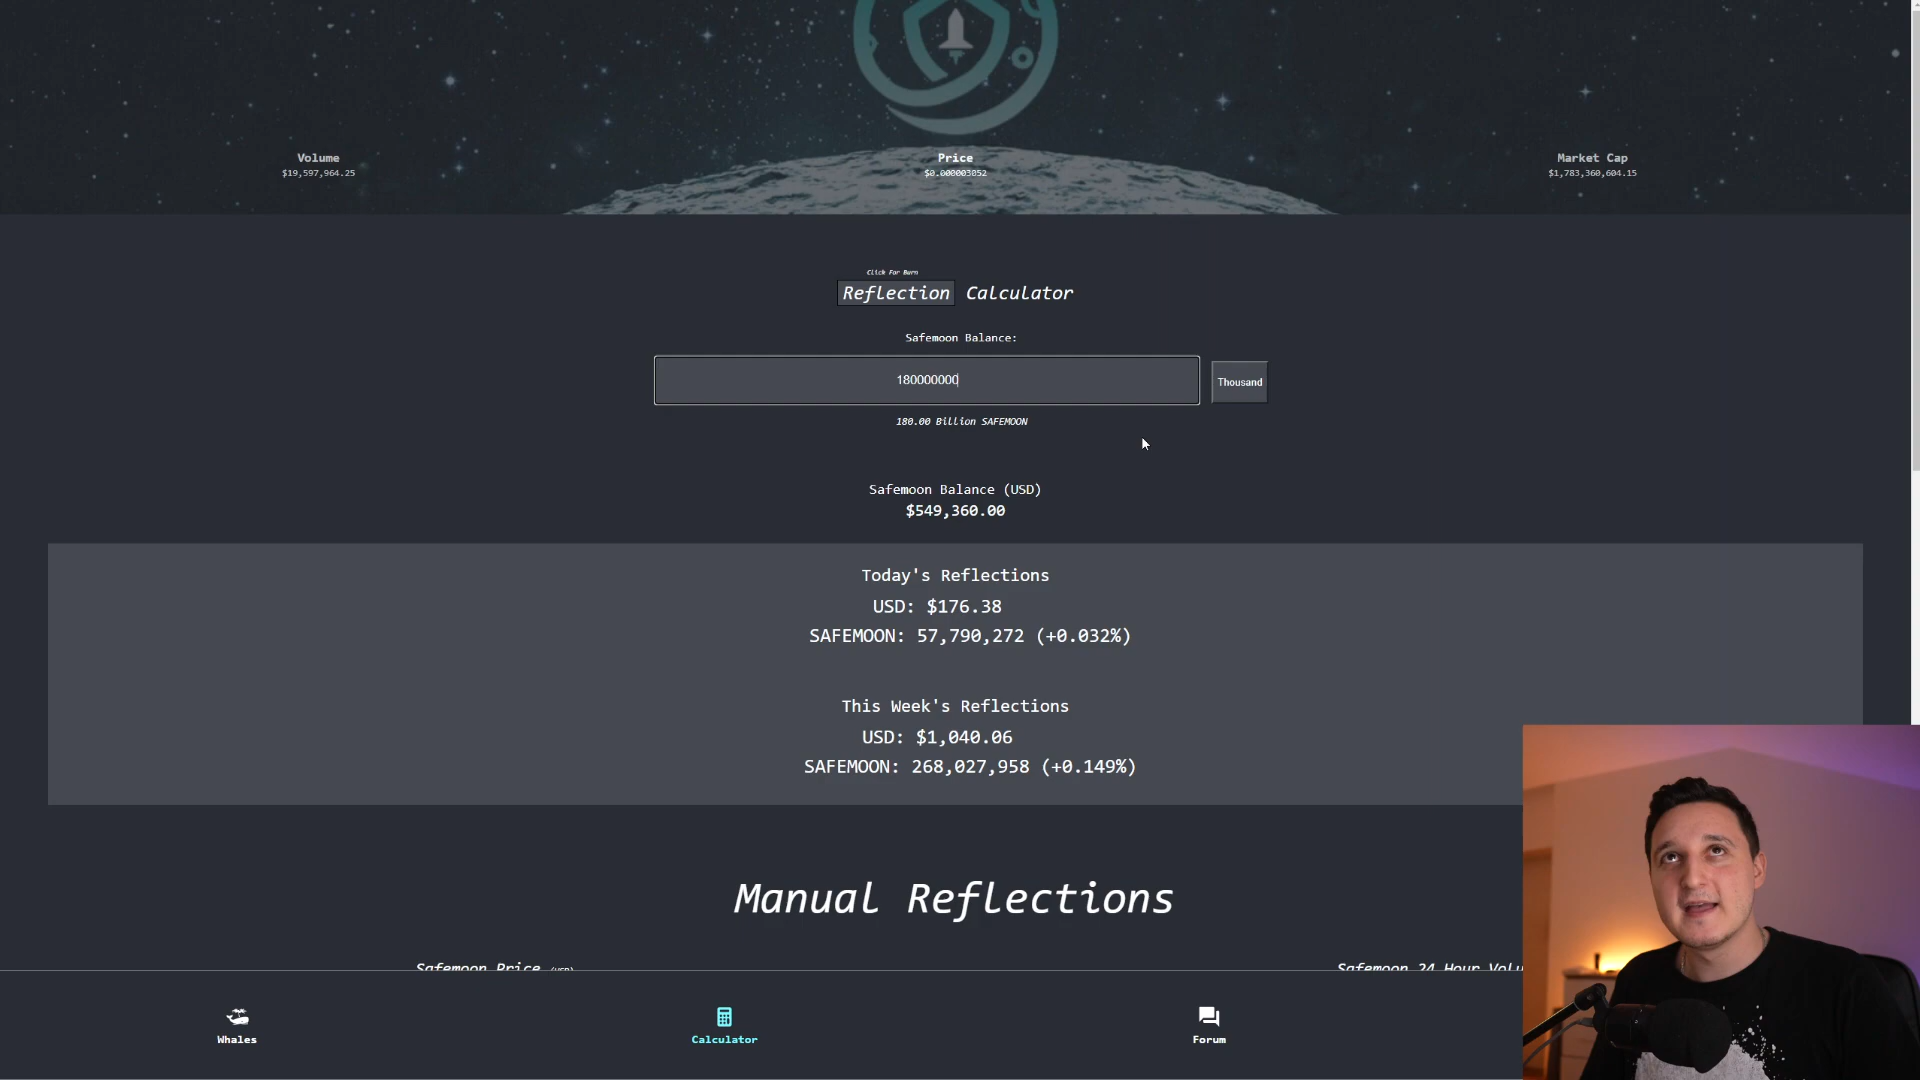 Volume
$19,597,964.25
Price
$0.000003052
Market Cap
$1,783,360,604.15
Click For Burn
Reflection Calculator
Safemoon Balance:
180000000
Thousand
180.00 Billion SAFEMOON
Safemoon Balance (USD)
$549,360.00
Today's Reflections
USD: $176.38
SAFEMOON: 57,790,272 (+0.032%)
This Week's Reflections
USD: $1,040.06
SAFEMOON: 268,027,958 (+0.149%)
Manual Reflections
Safemoon Price (USD)
Safemoon 24 Hour Volu
Whales
Calculator
Forum